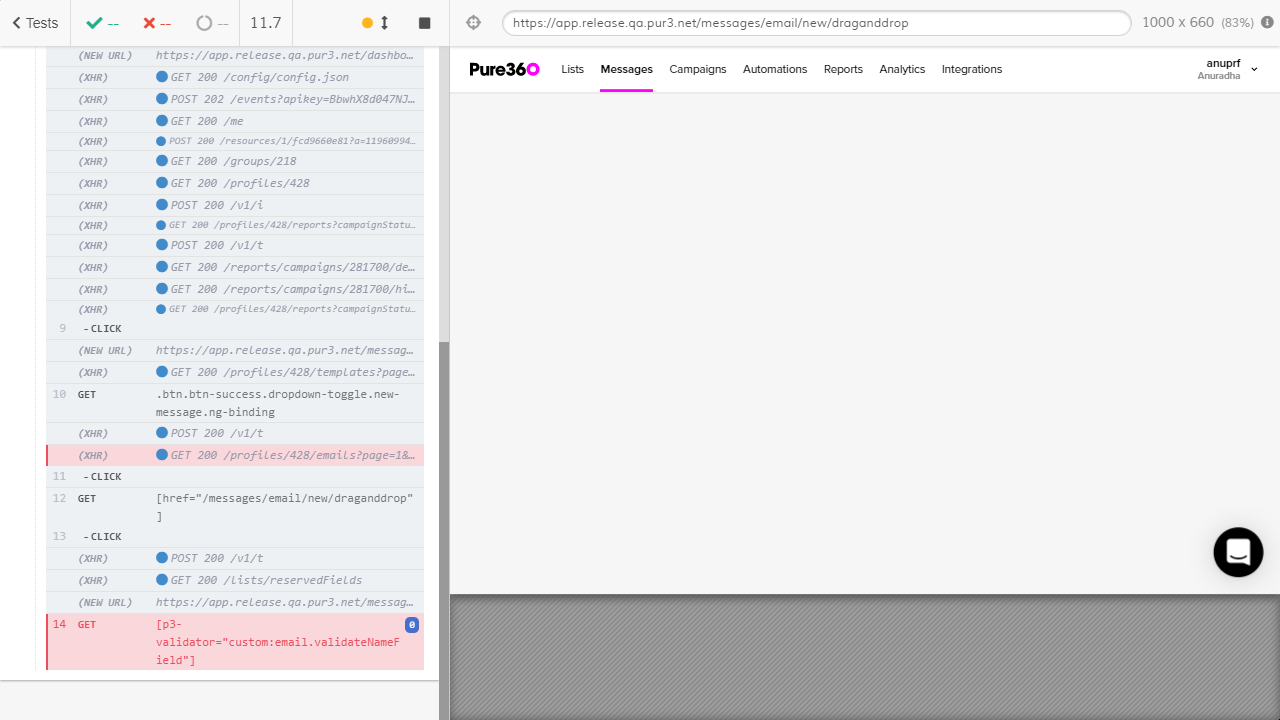 Tests
--
--
--
11.7
https://app.release.qa.pur3.net/messages/email/new/draganddrop
1000 x 660 (83%)
(NEW URL) https://app.release.qa.pur3.net/dashbo…
(XHR) GET 200 /config/config.json
(XHR) POST 202 /events?apikey=BbwhX8d047NJ…
(XHR) GET 200 /me
(XHR) POST 200 /resources/1/fcd9660e81?a=11960994…
(XHR) GET 200 /groups/218
(XHR) GET 200 /profiles/428
(XHR) POST 200 /v1/i
(XHR) GET 200 /profiles/428/reports?campaignStatu…
(XHR) POST 200 /v1/t
(XHR) GET 200 /reports/campaigns/281700/de…
(XHR) GET 200 /reports/campaigns/281700/hi…
(XHR) GET 200 /profiles/428/reports?campaignStatu…
9 - CLICK
(NEW URL) https://app.release.qa.pur3.net/messag…
(XHR) GET 200 /profiles/428/templates?page…
10 GET .btn.btn-success.dropdown-toggle.new-
message.ng-binding
(XHR) POST 200 /v1/t
(XHR) GET 200 /profiles/428/emails?page=1&…
11 - CLICK
12 GET [href="/messages/email/new/draganddrop"
]
13 - CLICK
(XHR) POST 200 /v1/t
(XHR) GET 200 /lists/reservedFields
(NEW URL) https://app.release.qa.pur3.net/messag…
14 GET [p3- 0
validator="custom:email.validateNameF
ield"]
Pure360 Lists Messages Campaigns Automations Reports Analytics Integrations
anuprf
Anuradha